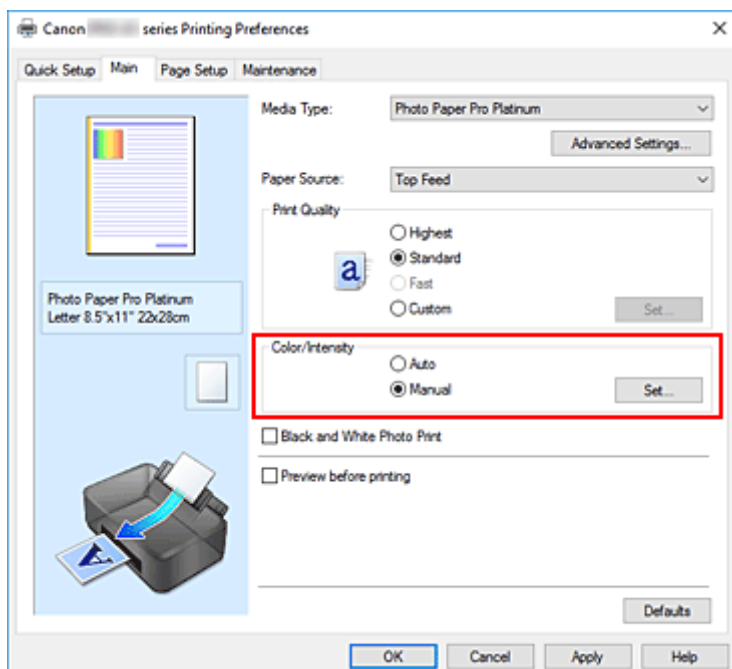 Canon series Printing Preferences
Quick Setup Main Page Setup Maintenance
Media Type: Photo Paper Pro Platinum
Advanced Settings...
Paper Source: Top Feed
Print Quality
Highest
Standard
Fast
Custom Set...
a
Photo Paper Pro Platinum
Letter 8.5"x11" 22x28cm
Color/Intensity
Auto
Manual Set...
Black and White Photo Print
Preview before printing
A
Defaults
OK Cancel Apply Help